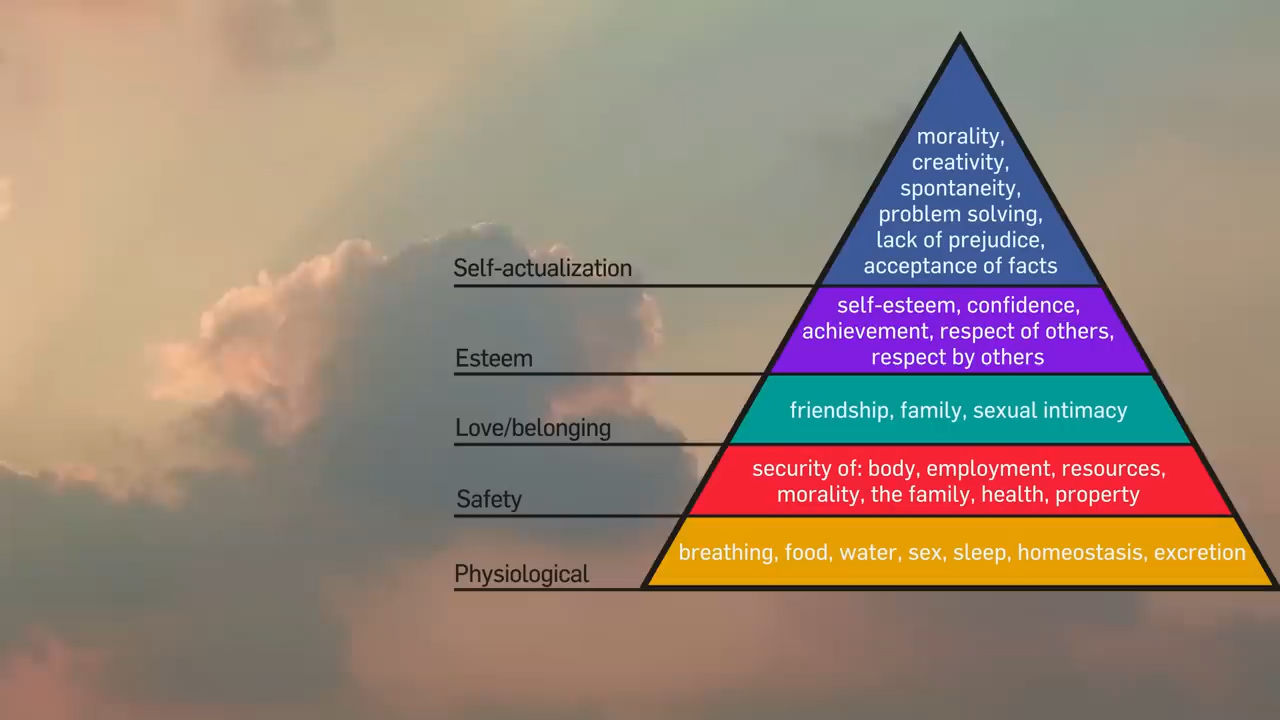 morality,
creativity,
spontaneity,
problem solving,
lack of prejudice,
acceptance of facts
Self-actualization
self-esteem, confidence,
achievement, respect of others,
respect by others
Esteem
friendship, family, sexual intimacy
Love/belonging
security of: body, employment, resources,
morality, the family, health, property
Safety
breathing, food, water, sex, sleep, homeostasis, excretion
Physiological